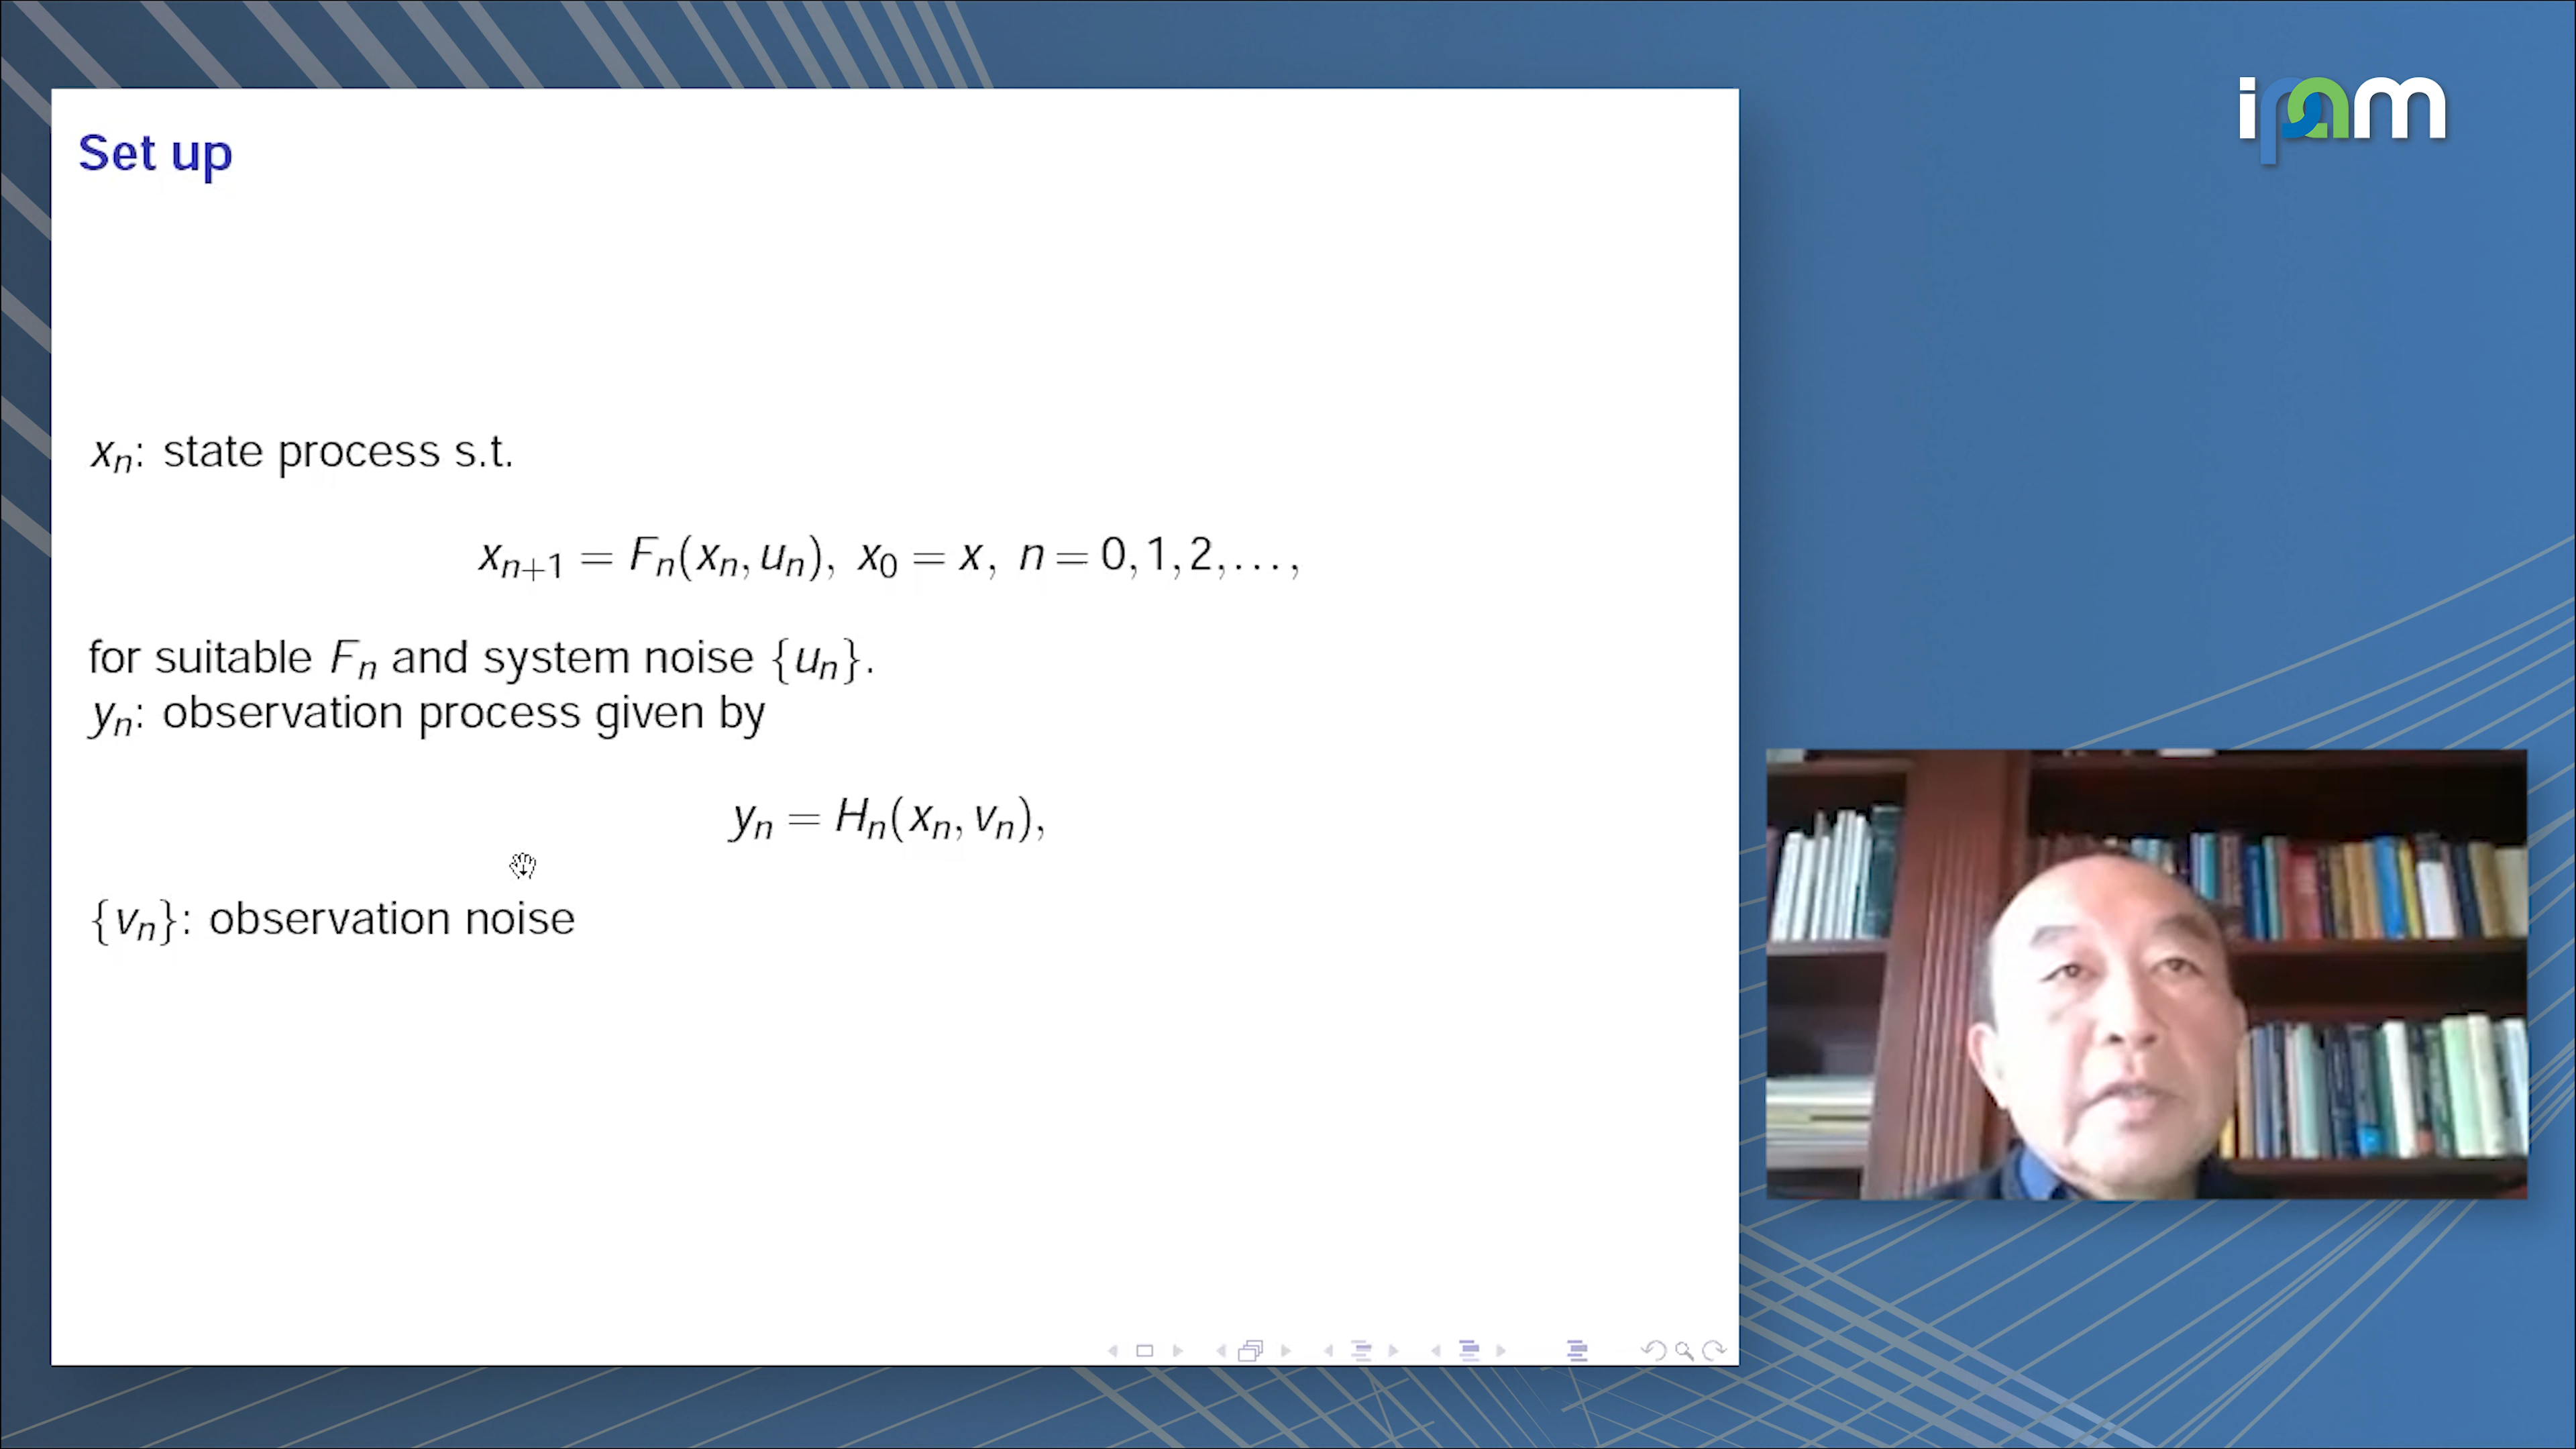 ipam
Set up
xₙ: state process s.t.
xₙ₊₁ = Fₙ(xₙ, uₙ), x₀ = x, n = 0, 1, 2, ...,
for suitable Fₙ and system noise {uₙ}.
yₙ: observation process given by
yₙ = Hₙ(xₙ, vₙ),
{vₙ}: observation noise